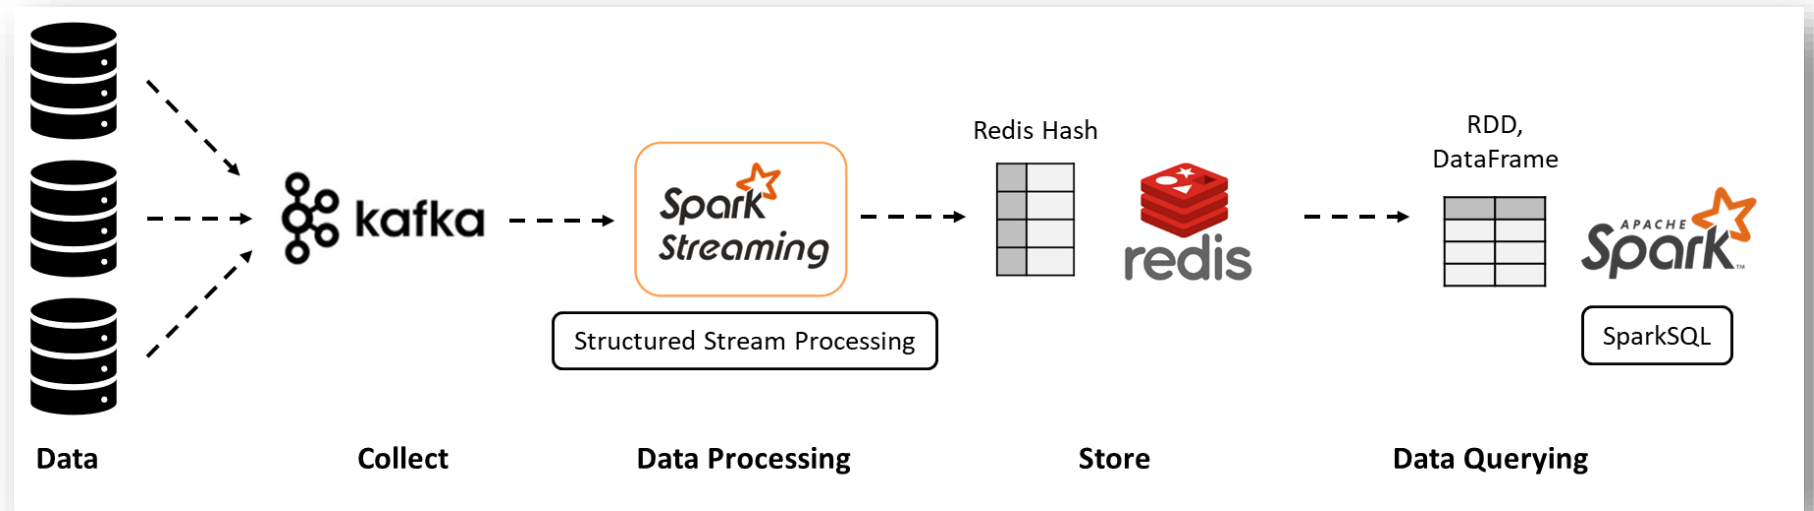 kafka
Spark
Streaming
Structured Stream Processing
Redis Hash
redis
RDD,
DataFrame
APACHE
Spark™
SparkSQL
Data
Collect
Data Processing
Store
Data Querying